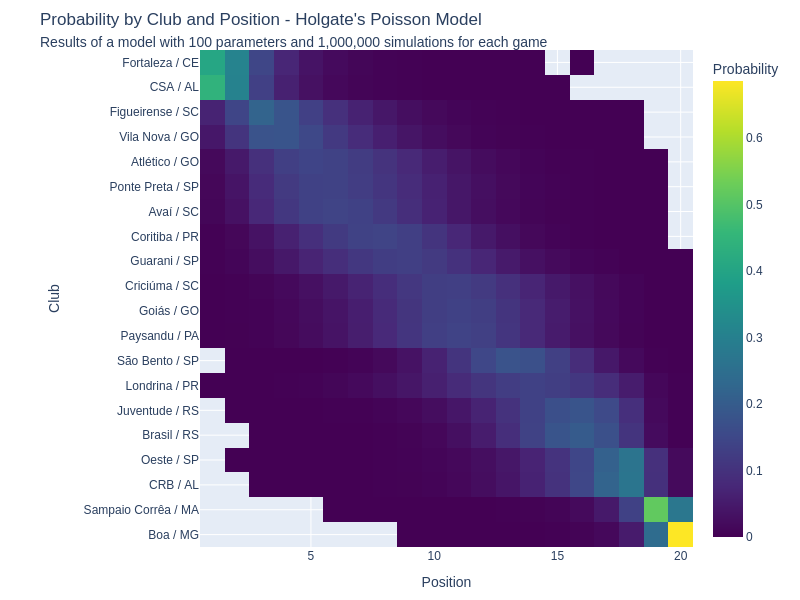 Probability by Club and Position - Holgate's Poisson Model
Results of a model with 100 parameters and 1,000,000 simulations for each game
Probability
Fortaleza / CE
CSA / AL
Figueirense / SC
Vila Nova / GO
Atlético / GO
Ponte Preta / SP
Avaí / SC
Coritiba / PR
Guarani / SP
Criciúma / SC
Goiás / GO
Paysandu / PA
São Bento / SP
Londrina / PR
Juventude / RS
Brasil / RS
Oeste / SP
CRB / AL
Sampaio Corrêa / MA
Boa / MG
Club
5
10
15
20
Position
0.6
0.5
0.4
0.3
0.2
0.1
0